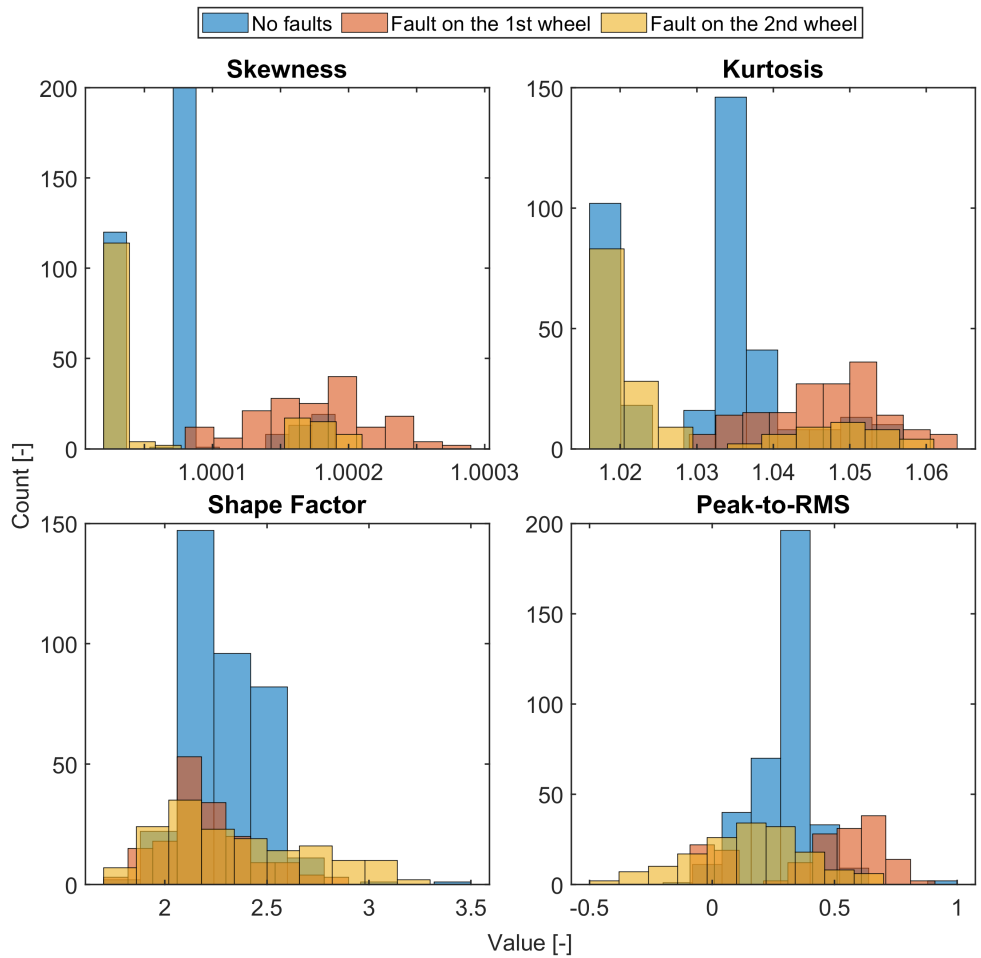 No faults Fault on the 1st wheel Fault on the 2nd wheel
Skewness
Kurtosis
200
150
100
50
0
1.0001 1.0002 1.0003
150
100
50
0
1.02 1.03 1.04 1.05 1.06
Count [-]
Shape Factor
Peak-to-RMS
150
100
50
0
2 2.5 3 3.5
200
150
100
50
0
-0.5 0 0.5 1
Value [-]